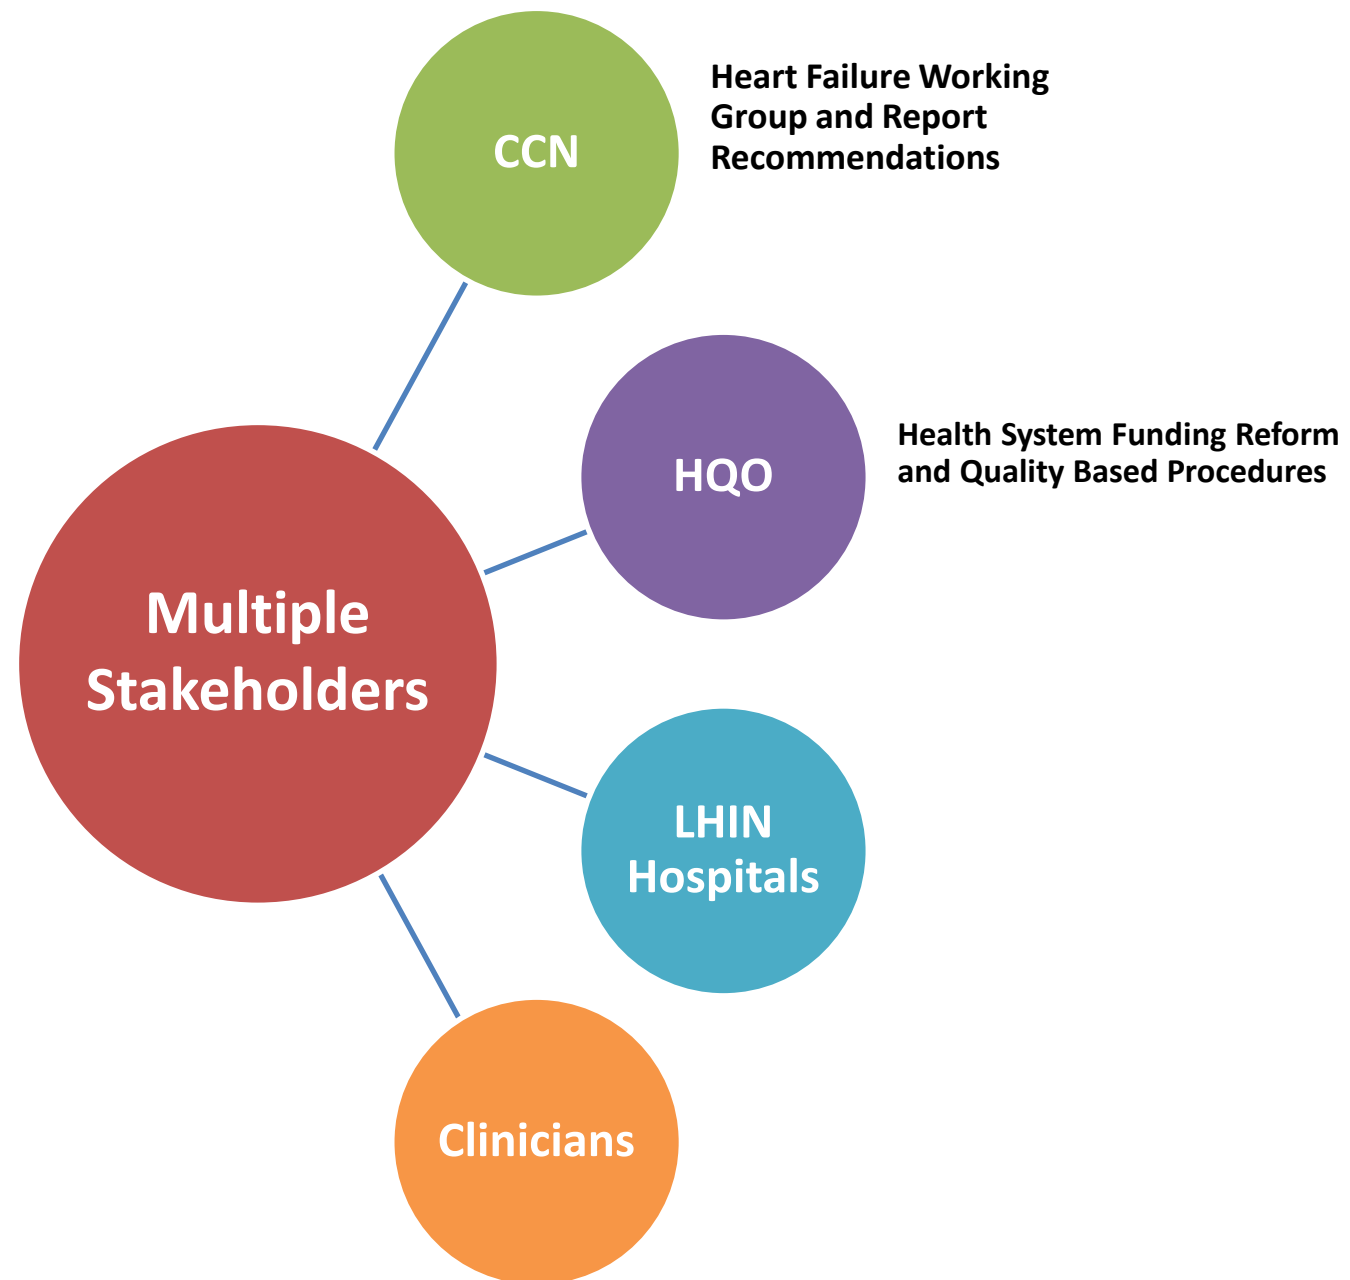 CCN
Heart Failure Working
Group and Report
Recommendations
HQO
Health System Funding Reform
and Quality Based Procedures
Multiple
Stakeholders
LHIN
Hospitals
Clinicians